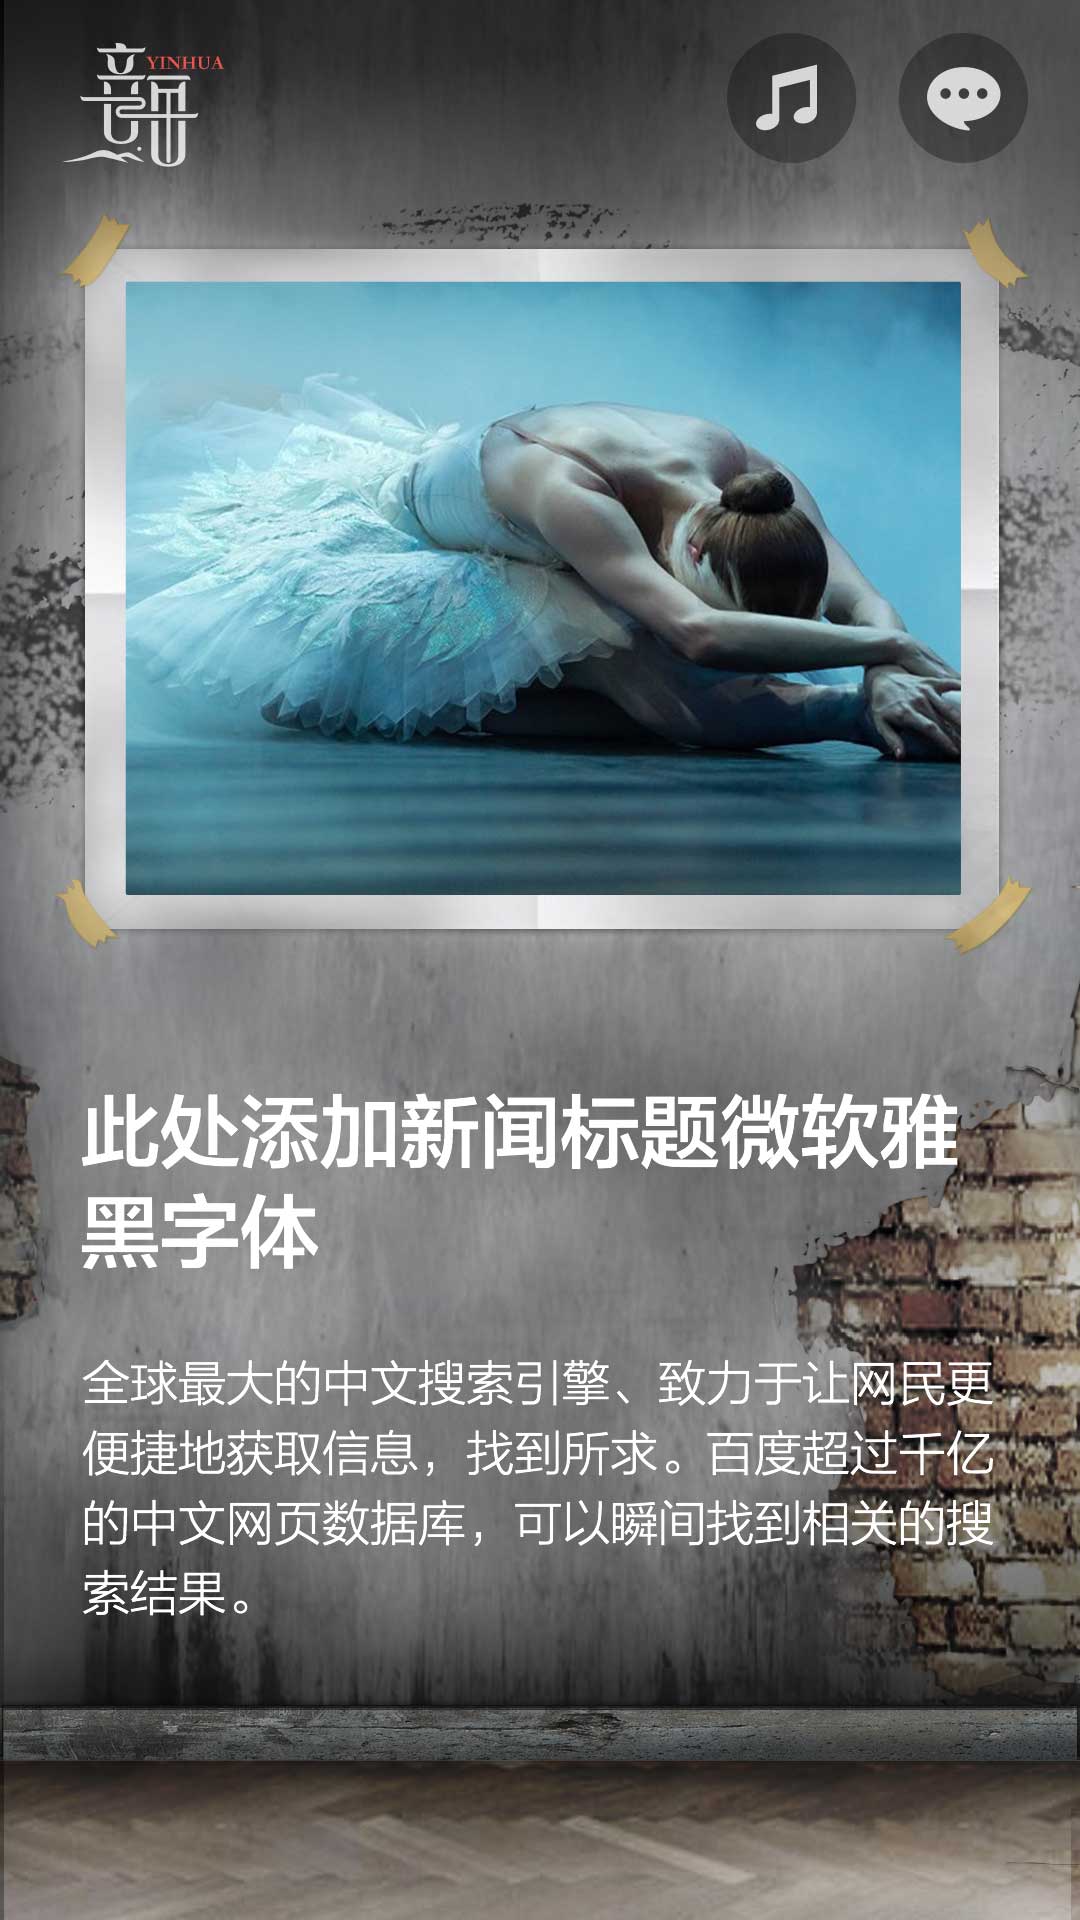 YINHUA
此处添加新闻标题微软雅
黑字体
全球最大的中文搜索引擎、致力于让网民更
便捷地获取信息，找到所求。百度超过千亿
的中文网页数据库，可以瞬间找到相关的搜
索结果。